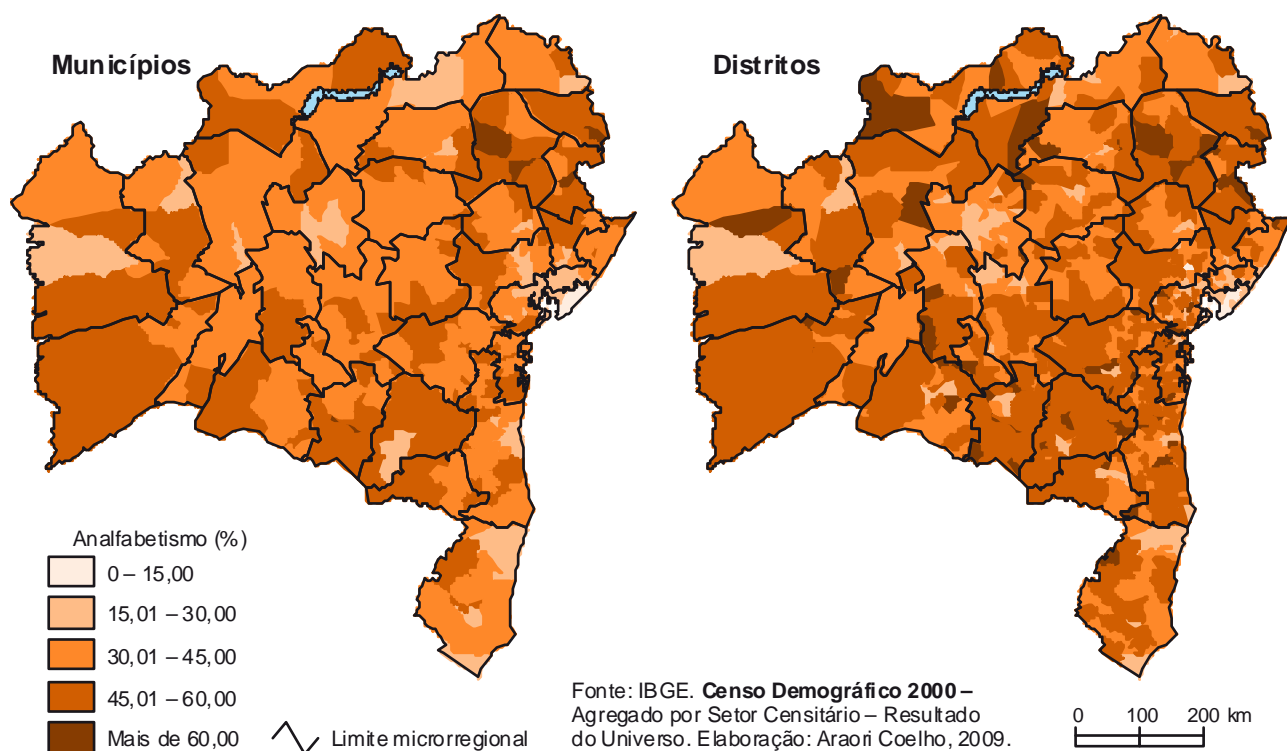 Municípios
Distritos
Analfabetismo (%)
0 – 15,00
15,01 – 30,00
30,01 – 45,00
45,01 – 60,00
Mais de 60,00
Limite microrregional
Fonte: IBGE. Censo Demográfico 2000 –
Agregado por Setor Censitário – Resultado
do Universo. Elaboração: Araori Coelho, 2009.
0 100 200 km